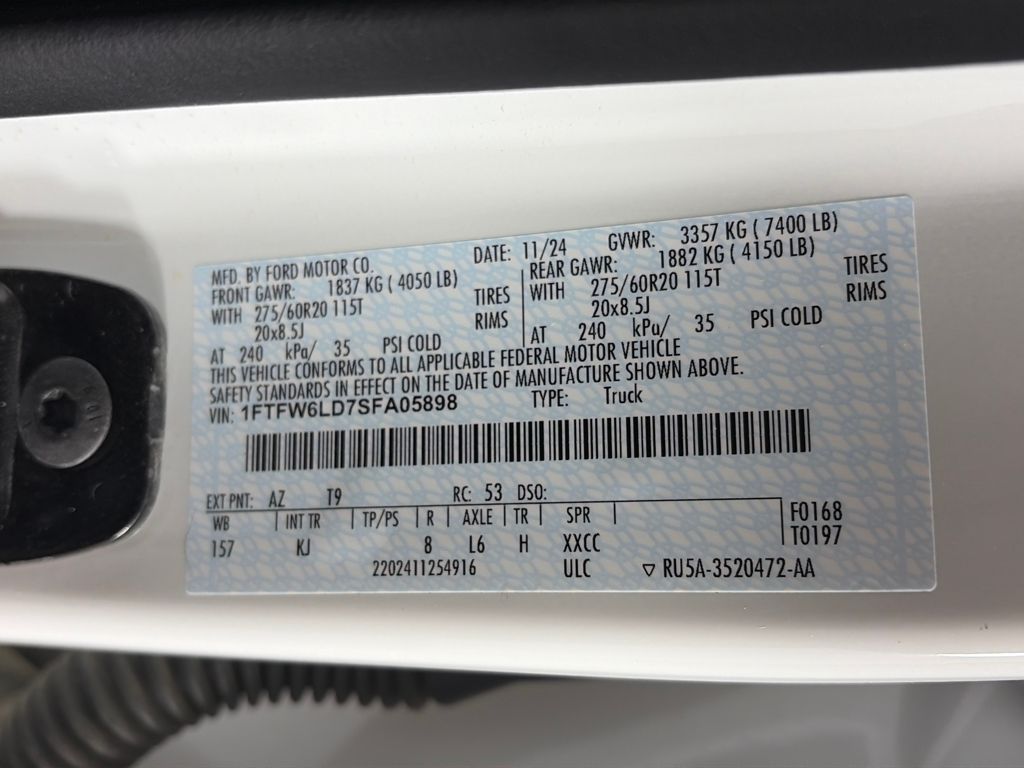 MFD. BY FORD MOTOR CO. DATE: 11/24 GVWR: 3357 KG ( 7400 LB)
FRONT GAWR: 1837 KG ( 4050 LB) REAR GAWR: 1882 KG ( 4150 LB)
WITH 275/60R20 115T TIRES WITH 275/60R20 115T TIRES
20x8.5J RIMS 20x8.5J RIMS
AT 240 kPa/ 35 PSI COLD AT 240 kPa/ 35 PSI COLD
THIS VEHICLE CONFORMS TO ALL APPLICABLE FEDERAL MOTOR VEHICLE
SAFETY STANDARDS IN EFFECT ON THE DATE OF MANUFACTURE SHOWN ABOVE.
VIN: 1FTFW6LD7SFA05898 TYPE: Truck
EXT PNT: AZ T9 RC: 53 DSO:
WB INT TR TP/PS R AXLE TR SPR F0168
157 KJ 8 L6 H XXCC T0197
2202411254916 ULC ▽ RU5A-3520472-AA